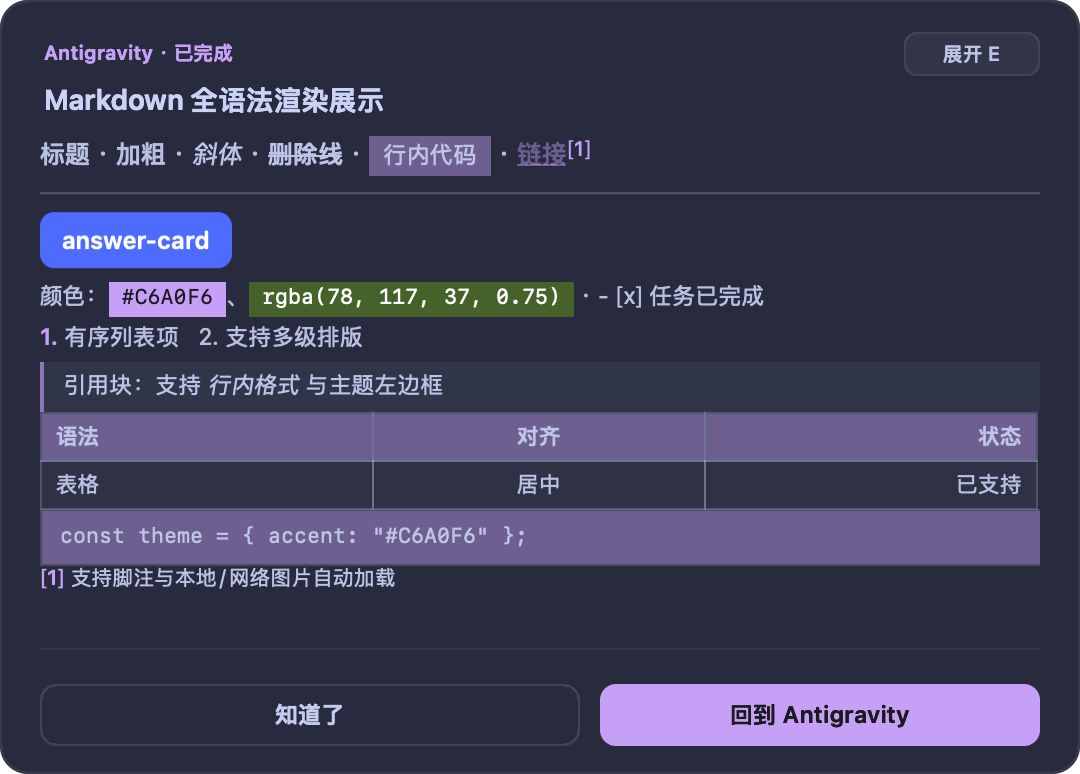 Antigravity · 已完成
展开 E
Markdown 全语法渲染展示
标题 · 加粗 · 斜体 · 删除线 · 行内代码 · 链接[1]
answer-card
颜色： #C6A0F6 、 rgba(78, 117, 37, 0.75) · - [x] 任务已完成
1. 有序列表项 2. 支持多级排版
引用块：支持 行内格式 与主题左边框
语法 对齐 状态
表格 居中 已支持
const theme = { accent: "#C6A0F6" };
[1] 支持脚注与本地/网络图片自动加载
知道了 回到 Antigravity